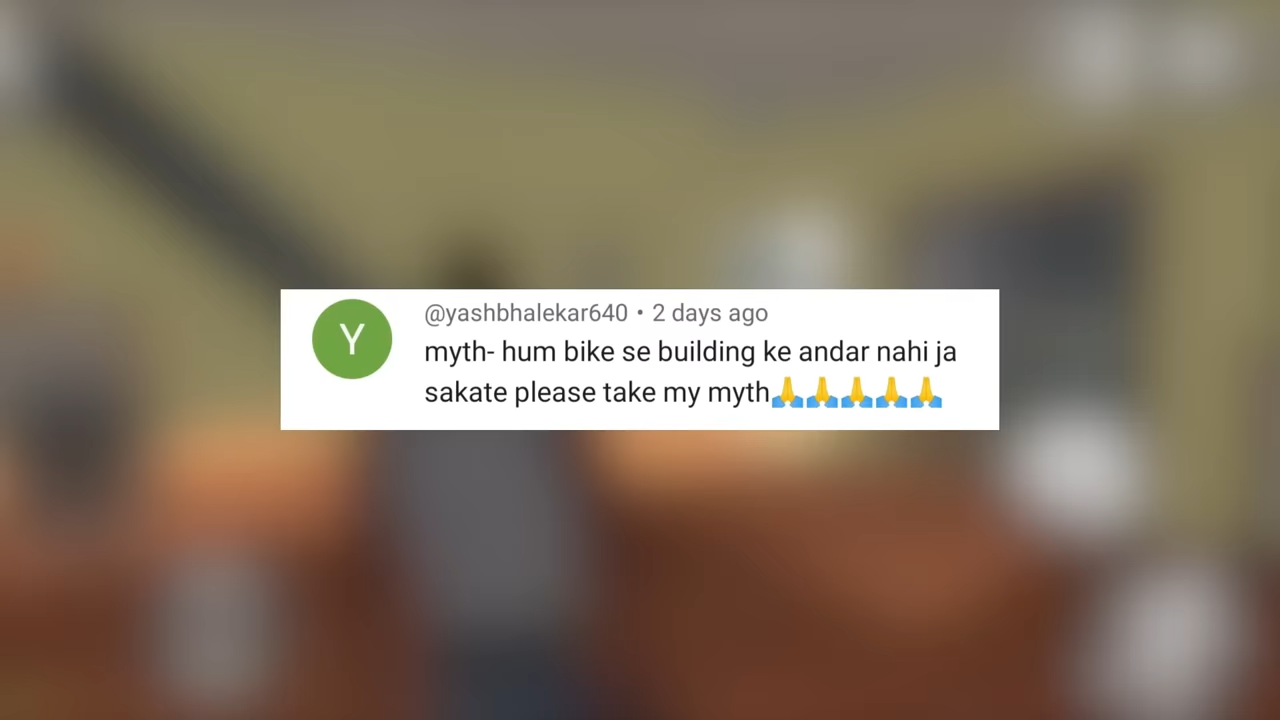 Y
@yashbhalekar640 • 2 days ago
myth- hum bike se building ke andar nahi ja
sakate please take my myth🙏🙏🙏🙏🙏